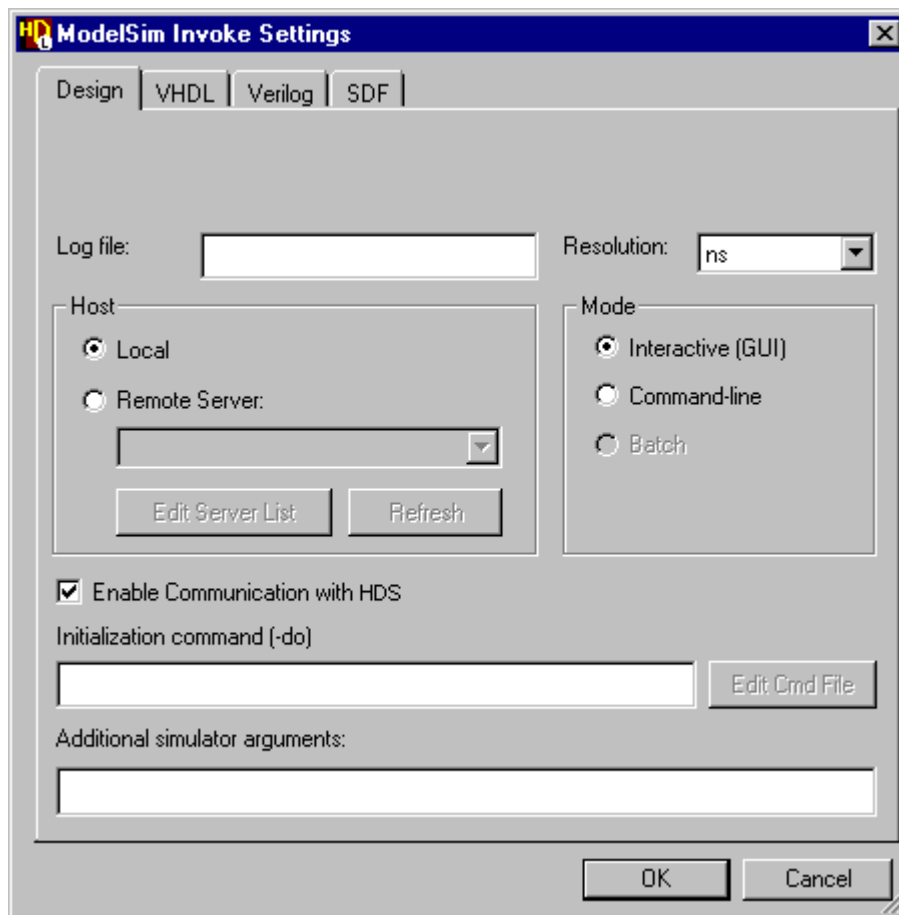 HDL ModelSim Invoke Settings
Design VHDL Verilog SDF
Log file: Resolution: ns
Host Mode
Local Interactive (GUI)
Remote Server: Command-line
Batch
Edit Server List Refresh
Enable Communication with HDS
Initialization command (-do)
Edit Cmd File
Additional simulator arguments:
OK Cancel